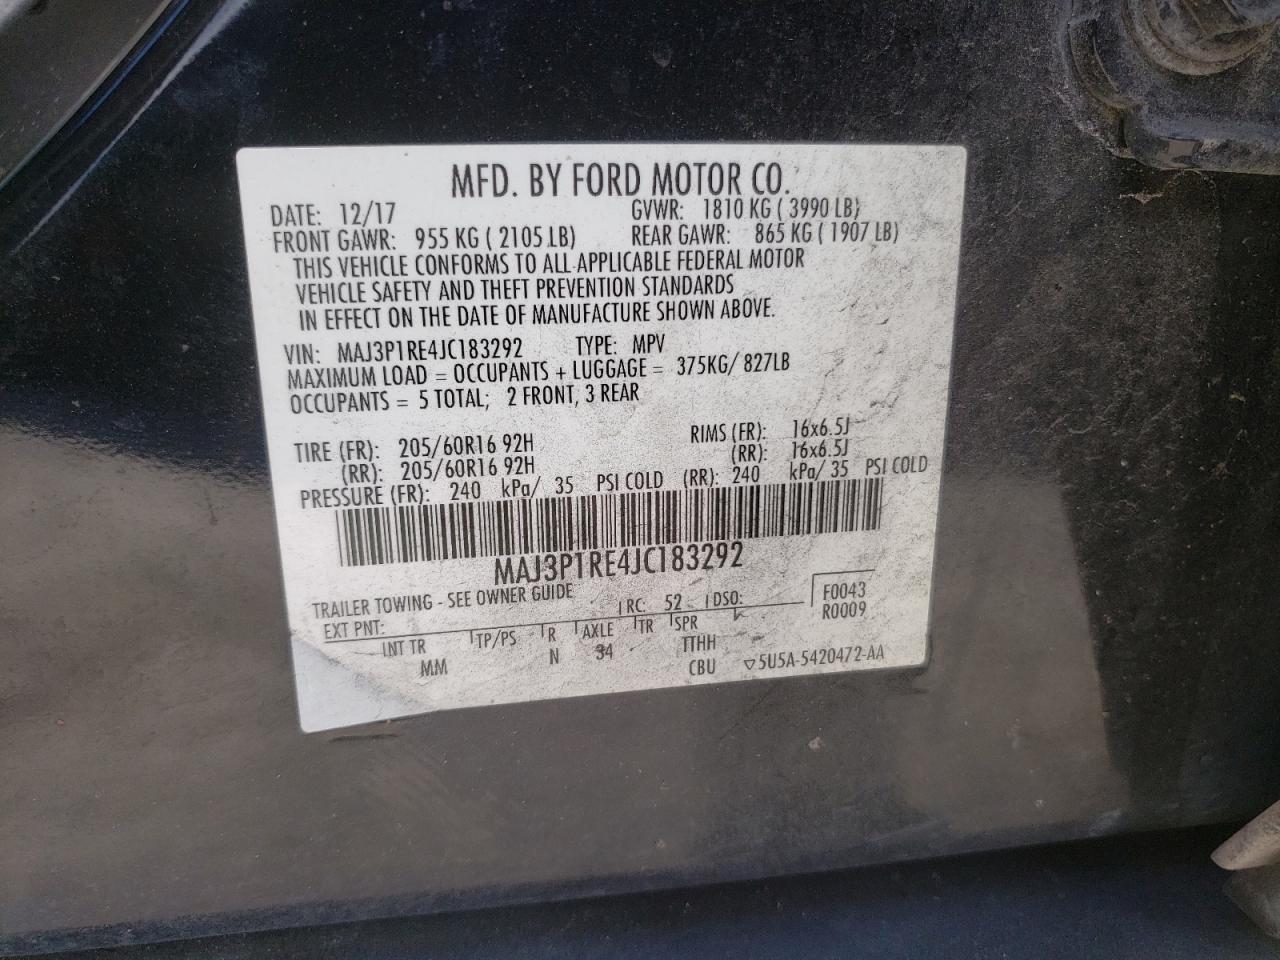 MFD. BY FORD MOTOR CO.
DATE: 12/17 GVWR: 1810 KG ( 3990 LB)
FRONT GAWR: 955 KG ( 2105 LB) REAR GAWR: 865 KG ( 1907 LB)
THIS VEHICLE CONFORMS TO ALL APPLICABLE FEDERAL MOTOR
VEHICLE SAFETY AND THEFT PREVENTION STANDARDS
IN EFFECT ON THE DATE OF MANUFACTURE SHOWN ABOVE.
VIN: MAJ3P1RE4JC183292 TYPE: MPV
MAXIMUM LOAD = OCCUPANTS + LUGGAGE = 375KG/ 827LB
OCCUPANTS = 5 TOTAL; 2 FRONT, 3 REAR
TIRE (FR): 205/60R16 92H RIMS (FR): 16x6.5J
(RR): 205/60R16 92H (RR): 16x6.5J
PRESSURE (FR): 240 kPa/ 35 PSI COLD (RR): 240 kPa/ 35 PSI COLD
MAJ3P1RE4JC183292
TRAILER TOWING - SEE OWNER GUIDE
EXT PNT: RC: 52 DSO: F0043
R0009
INT TR TP/PS R AXLE TR SPR
MM N 34 TTHH
CBU ▽5U5A-5420472-AA